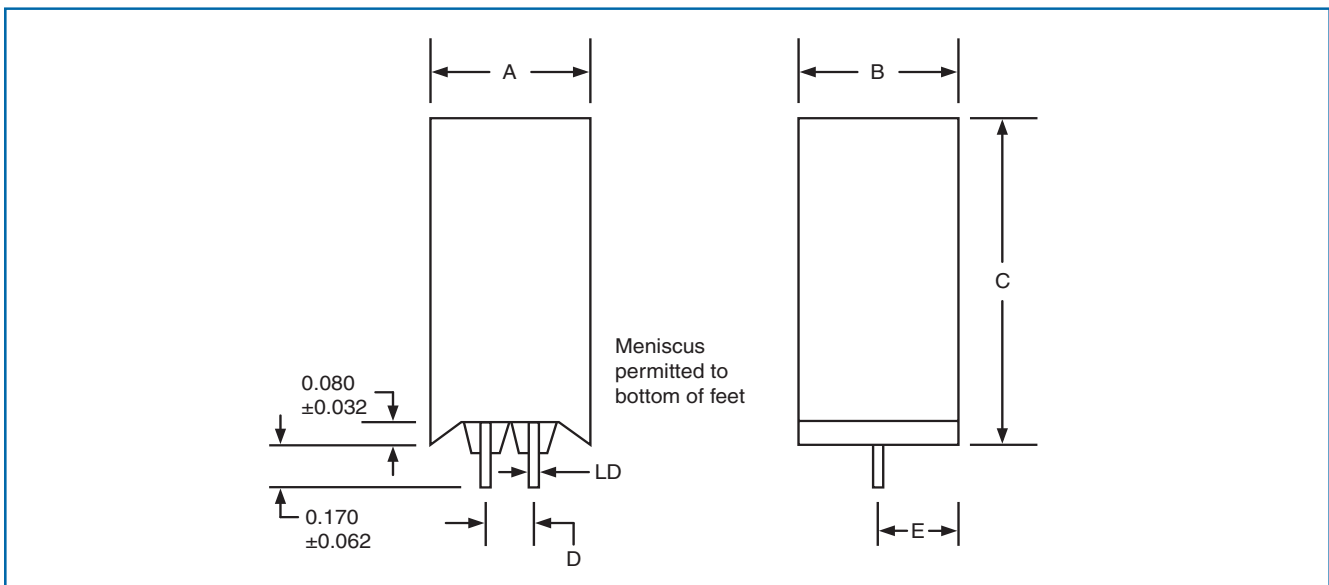 A
B
C
Meniscus
permitted to
bottom of feet
0.080
±0.032
LD
0.170
±0.062
D
E